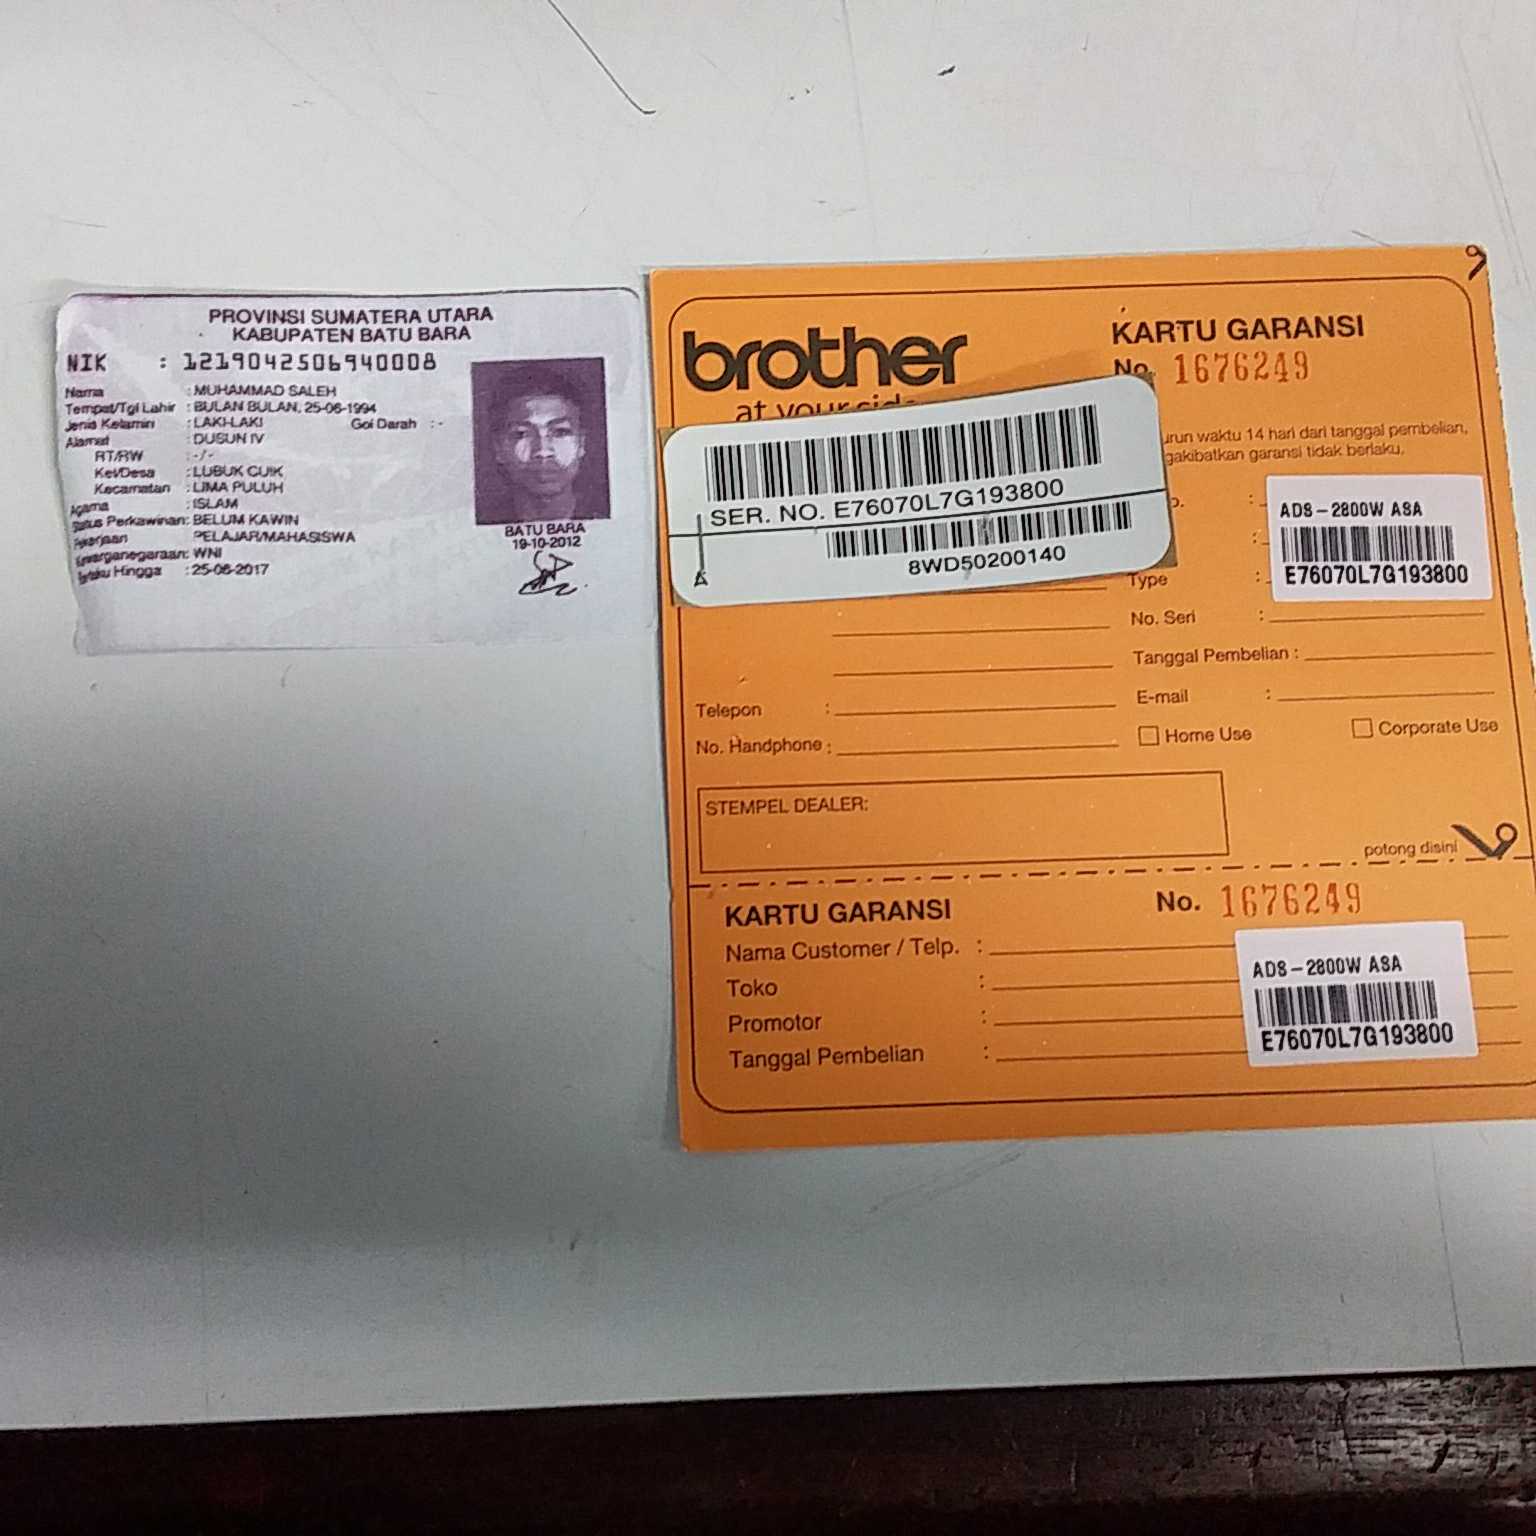 PROVINSI SUMATERA UTARA
KABUPATEN BATU BARA
NIK : 1219042506940008
Nama : MUHAMMAD SALEH
Tempat/Tgl Lahir : BULAN BULAN, 25-06-1994
Jenis Kelamin : LAKI-LAKI Gol Darah : -
Alamat : DUSUN IV
RT/RW : -/-
Kel/Desa : LUBUK CUIK
Kecamatan : LIMA PULUH
Agama : ISLAM
Status Perkawinan: BELUM KAWIN
Pekerjaan : PELAJAR/MAHASISWA
Kewarganegaraan: WNI
Berlaku Hingga : 25-06-2017
BATU BARA
19-10-2012
brother
at your side
KARTU GARANSI
No. 1676249
urun waktu 14 hari dari tanggal pembelian,
gakibatkan garansi tidak berlaku.
SER. NO. E76070L7G193800
8WD50200140
A
ADS-2800W ASA
E76070L7G193800
Type :
No. Seri :
Tanggal Pembelian :
E-mail :
Telepon :
No. Handphone :
Home Use Corporate Use
STEMPEL DEALER:
potong disini
KARTU GARANSI No. 1676249
Nama Customer / Telp. :
Toko :
Promotor :
Tanggal Pembelian :
ADS-2800W ASA
E76070L7G193800